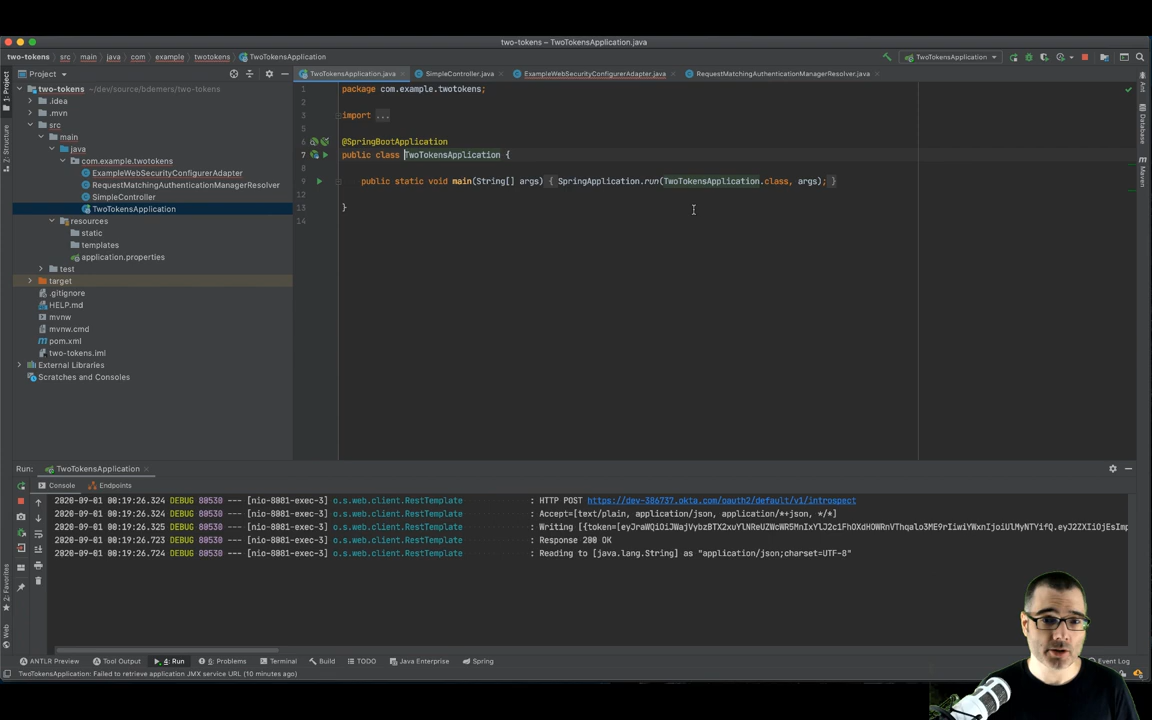 two-tokens – TwoTokensApplication.java
two-tokens src main java com example twotokens TwoTokensApplication
TwoTokensApplication
1: Project
Project
TwoTokensApplication.java
SimpleController.java
ExampleWebSecurityConfigurerAdapter.java
RequestMatchingAuthenticationManagerResolver.java
two-tokens ~/dev/source/bdemers/two-tokens
.idea
.mvn
src
main
java
com.example.twotokens
ExampleWebSecurityConfigurerAdapter
RequestMatchingAuthenticationManagerResolver
SimpleController
TwoTokensApplication
resources
static
templates
application.properties
test
target
.gitignore
HELP.md
mvnw
mvnw.cmd
pom.xml
two-tokens.iml
External Libraries
Scratches and Consoles
1 package com.example.twotokens;
2
3 import ...
5
6 @SpringBootApplication
7 public class TwoTokensApplication {
8
9 public static void main(String[] args) { SpringApplication.run(TwoTokensApplication.class, args); }
12
13 }
14
Ant
Database
Maven
7: Structure
2: Favorites
Web
Run: TwoTokensApplication
Console Endpoints
2020-09-01 00:19:26.324 DEBUG 80530 --- [nio-8081-exec-3] o.s.web.client.RestTemplate : HTTP POST https://dev-386737.okta.com/oauth2/default/v1/introspect
2020-09-01 00:19:26.324 DEBUG 80530 --- [nio-8081-exec-3] o.s.web.client.RestTemplate : Accept=[text/plain, application/json, application/*+json, */*]
2020-09-01 00:19:26.325 DEBUG 80530 --- [nio-8081-exec-3] o.s.web.client.RestTemplate
2020-09-01 00:19:26.723 DEBUG 80530 --- [nio-8081-exec-3] o.s.web.client.RestTemplate : Response 200 OK
2020-09-01 00:19:26.724 DEBUG 80530 --- [nio-8081-exec-3] o.s.web.client.RestTemplate : Reading to [java.lang.String] as "application/json;charset=UTF-8"
ANTLR Preview Tool Output 4: Run 6: Problems Terminal Build TODO Java Enterprise Spring Event Log
TwoTokensApplication: Failed to retrieve application JMX service URL (10 minutes ago)